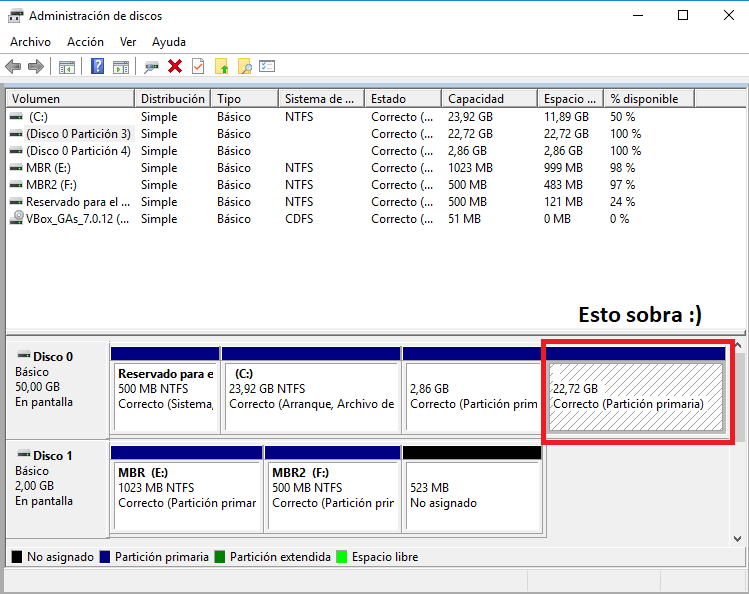 Administración de discos
Archivo Acción Ver Ayuda
Volumen Distribución Tipo Sistema de ... Estado Capacidad Espacio ... % disponible
(C:) Simple Básico NTFS Correcto (... 23,92 GB 11,89 GB 50 %
(Disco 0 Partición 3) Simple Básico Correcto (... 22,72 GB 22,72 GB 100 %
(Disco 0 Partición 4) Simple Básico Correcto (... 2,86 GB 2,86 GB 100 %
MBR (E:) Simple Básico NTFS Correcto (... 1023 MB 999 MB 98 %
MBR2 (F:) Simple Básico NTFS Correcto (... 500 MB 483 MB 97 %
Reservado para el ... Simple Básico NTFS Correcto (... 500 MB 121 MB 24 %
VBox_GAs_7.0.12 (... Simple Básico CDFS Correcto (... 51 MB 0 MB 0 %
Esto sobra :)
Disco 0
Básico
50,00 GB
En pantalla
Reservado para e
500 MB NTFS
Correcto (Sistema,
(C:)
23,92 GB NTFS
Correcto (Arranque, Archivo de
2,86 GB
Correcto (Partición prim
22,72 GB
Correcto (Partición primaria)
Disco 1
Básico
2,00 GB
En pantalla
MBR (E:)
1023 MB NTFS
Correcto (Partición primar
MBR2 (F:)
500 MB NTFS
Correcto (Partición prir
523 MB
No asignado
No asignado Partición primaria Partición extendida Espacio libre